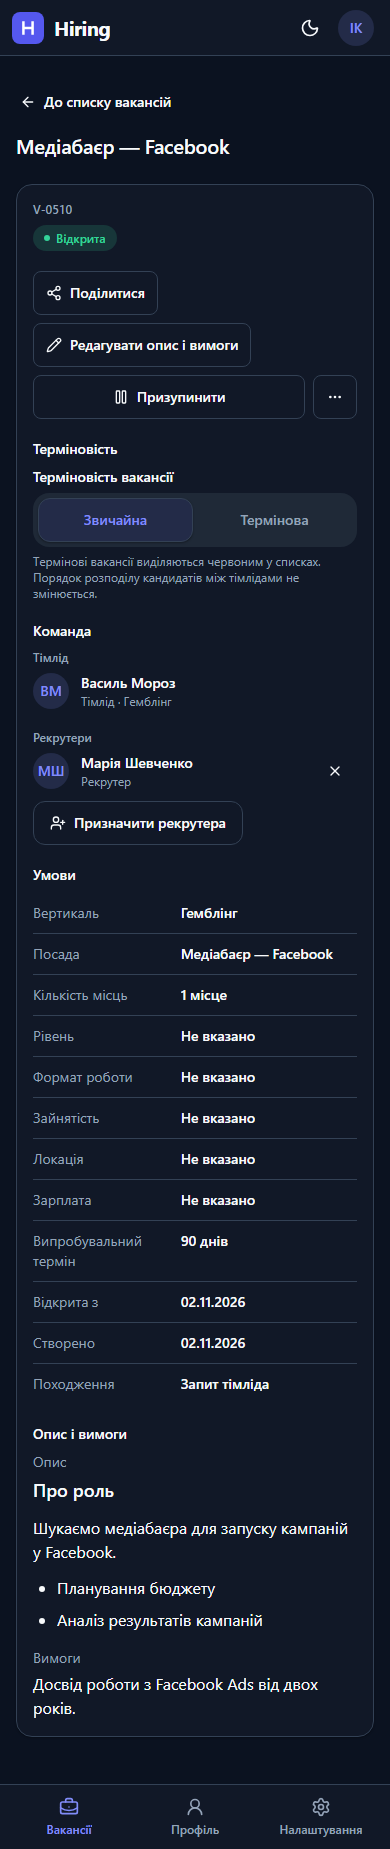 H Hiring
ІК
До списку вакансій
Медіабаєр — Facebook
V-0510
Відкрита
Поділитися
Редагувати опис і вимоги
Призупинити
Терміновість
Терміновість вакансії
Звичайна
Термінова
Термінові вакансії виділяються червоним у списках.
Порядок розподілу кандидатів між тімлідами не
змінюється.
Команда
Тімлід
ВМ
Василь Мороз
Тімлід · Гемблінг
Рекрутери
МШ
Марія Шевченко
Рекрутер
Призначити рекрутера
Умови
Вертикаль Гемблінг
Посада Медіабаєр — Facebook
Кількість місць 1 місце
Рівень Не вказано
Формат роботи Не вказано
Зайнятість Не вказано
Локація Не вказано
Зарплата Не вказано
Випробувальний 90 днів
термін
Відкрита з 02.11.2026
Створено 02.11.2026
Походження Запит тімліда
Опис і вимоги
Опис
Про роль
Шукаємо медіабаєра для запуску кампаній
у Facebook.
• Планування бюджету
• Аналіз результатів кампаній
Вимоги
Досвід роботи з Facebook Ads від двох
років.
Вакансії
Профіль
Налаштування